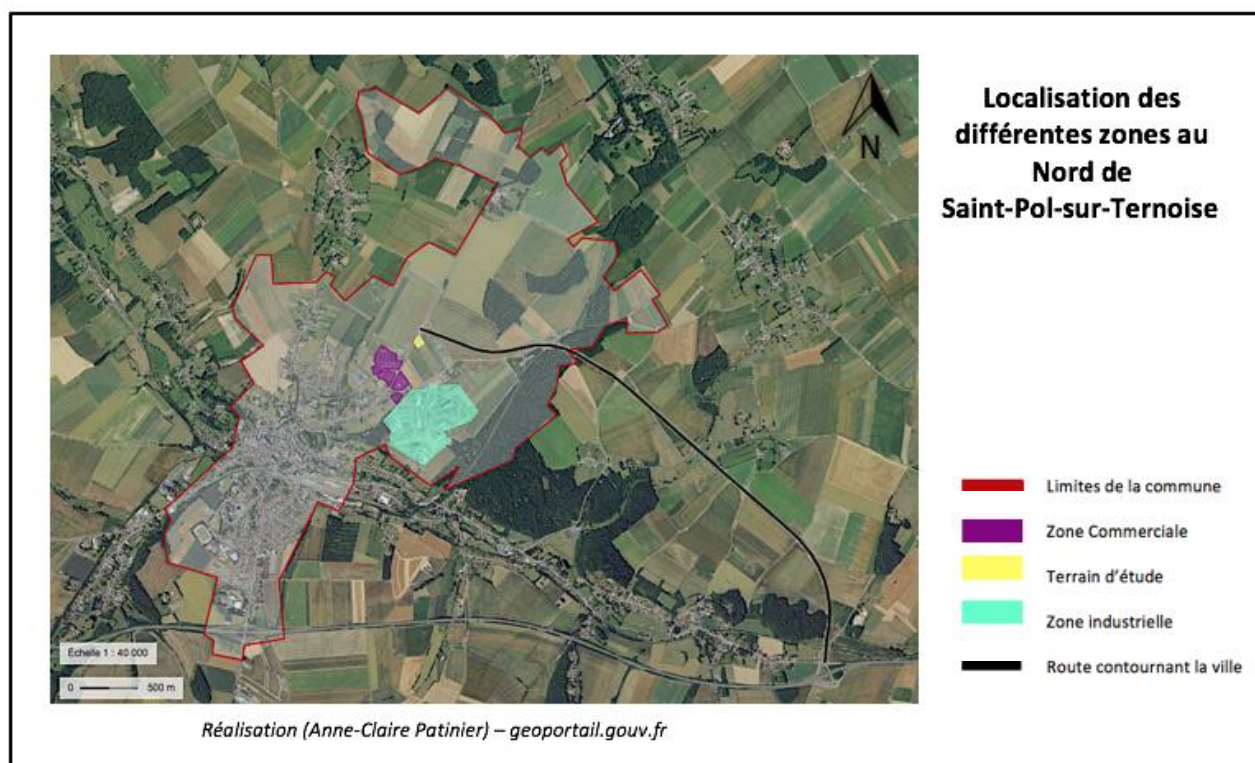 Localisation des
différentes zones au
Nord de
Saint-Pol-sur-Ternoise
N
Limites de la commune
Zone Commerciale
Terrain d'étude
Zone industrielle
Route contournant la ville
Échelle 1 : 40 000
0 500 m
Réalisation (Anne-Claire Patinier) – geoportail.gouv.fr